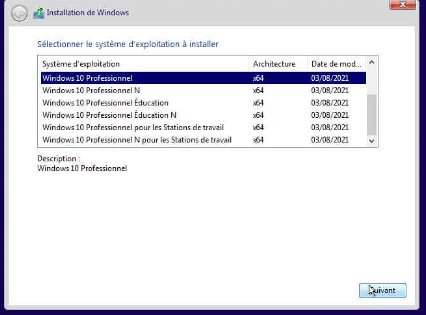 Installation de Windows
Sélectionner le système d'exploitation à installer
Système d'exploitation Architecture Date de mod...
Windows 10 Professionnel x64 03/08/2021
Windows 10 Professionnel N x64 03/08/2021
Windows 10 Professionnel Éducation x64 03/08/2021
Windows 10 Professionnel Éducation N x64 03/08/2021
Windows 10 Professionnel pour les Stations de travail x64 03/08/2021
Windows 10 Professionnel N pour les Stations de travail x64 03/08/2021
Description :
Windows 10 Professionnel
Suivant